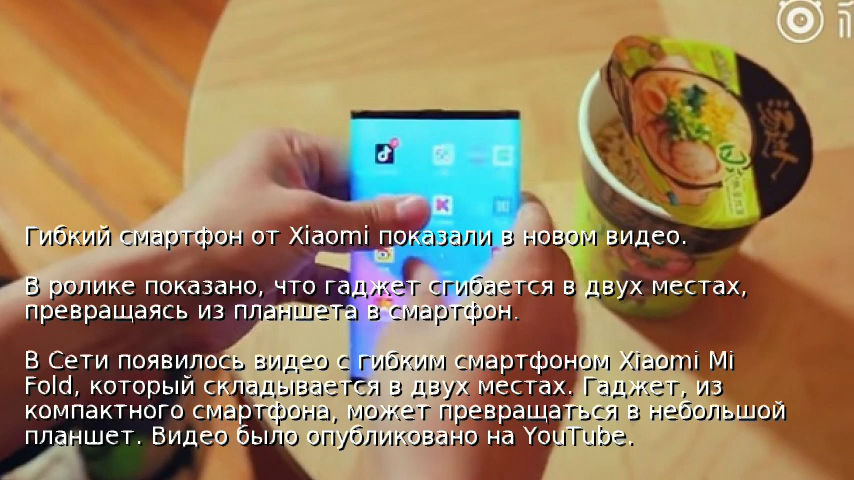 Гибкий смартфон от Xiaomi показали в новом видео.
В ролике показано, что гаджет сгибается в двух местах,
превращаясь из планшета в смартфон.
В Сети появилось видео с гибким смартфоном Xiaomi Mi
Fold, который складывается в двух местах. Гаджет, из
компактного смартфона, может превращаться в небольшой
планшет. Видео было опубликовано на YouTube.